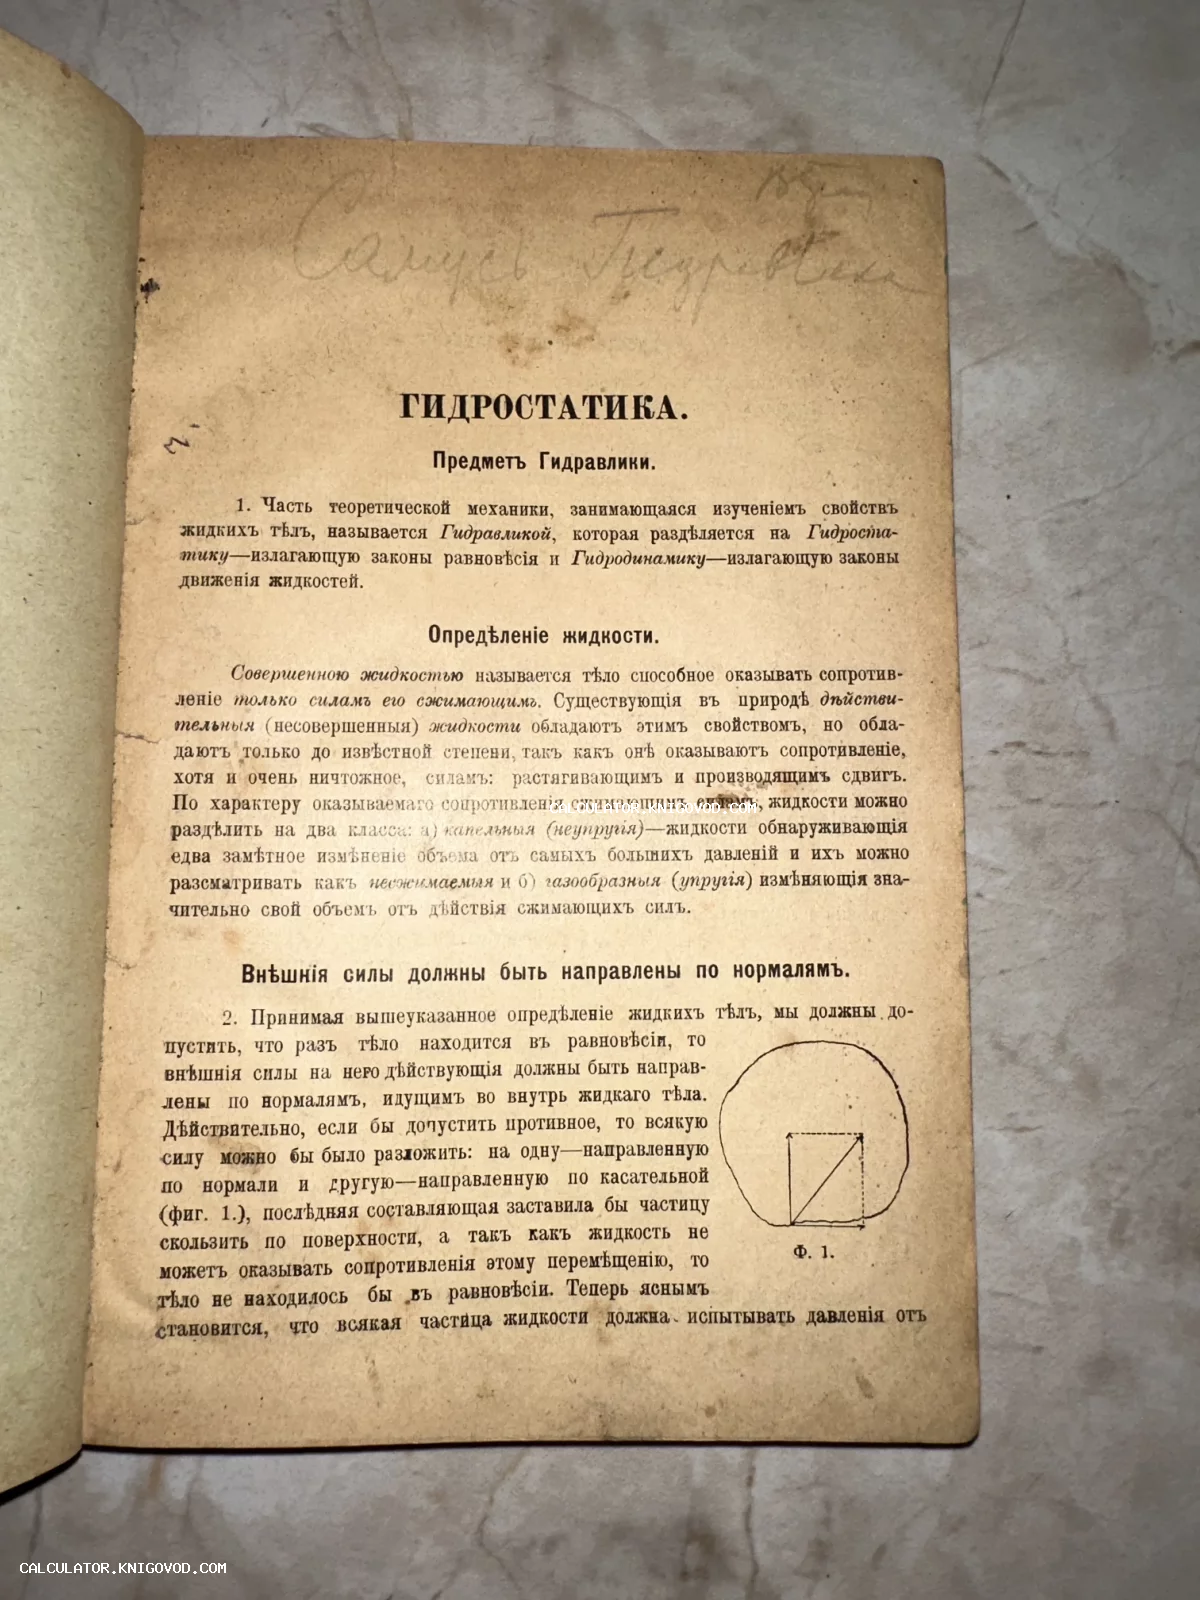 Самусь Гидравлика
ГИДРОСТАТИКА.
Предметъ Гидравлики.
1. Часть теоретической механики, занимающаяся изученіемъ свойствъ
жидкихъ тѣлъ, называется Гидравликой, которая раздѣляется на Гидроста-
тику—излагающую законы равновѣсія и Гидродинамику—излагающую законы
движенія жидкостей.
Опредѣленіе жидкости.
Совершенною жидкостью называется тѣло способное оказывать сопротив-
леніе только силамъ его сжимающимъ. Существующія въ природѣ дѣйстви-
тельныя (несовершенныя) жидкости обладаютъ этимъ свойствомъ, но обла-
даютъ только до извѣстной степени, такъ какъ онѣ оказываютъ сопротивленіе,
хотя и очень ничтожное, силамъ: растягивающимъ и производящимъ сдвигъ.
По характеру оказываемаго сопротивленія сжимающимъ силамъ, жидкости можно
CALCULATOR.KNIGOVOD.COM
раздѣлить на два класса: а) капельныя (неупругія)—жидкости обнаруживающія
едва замѣтное измѣненіе объема отъ самыхъ большихъ давленій и ихъ можно
разсматривать какъ несжимаемыя и б) газообразныя (упругія) измѣняющія зна-
чительно свой объемъ отъ дѣйствія сжимающихъ силъ.
Внѣшнія силы должны быть направлены по нормалямъ.
2. Принимая вышеуказанное опредѣленіе жидкихъ тѣлъ, мы должны до-
пустить, что разъ тѣло находится въ равновѣсіи, то
внѣшнія силы на него дѣйствующія должны быть направ-
лены по нормалямъ, идущимъ во внутрь жидкаго тѣла.
Дѣйствительно, если бы допустить противное, то всякую
силу можно бы было разложить: на одну—направленную
по нормали и другую—направленную по касательной
(фиг. 1.), послѣдняя составляющая заставила бы частицу
скользить по поверхности, а такъ какъ жидкость не
можетъ оказывать сопротивленія этому перемѣщенію, то
тѣло не находилось бы въ равновѣсіи. Теперь яснымъ
становится, что всякая частица жидкости должна испытывать давленія отъ
Ф. 1.
CALCULATOR.KNIGOVOD.COM